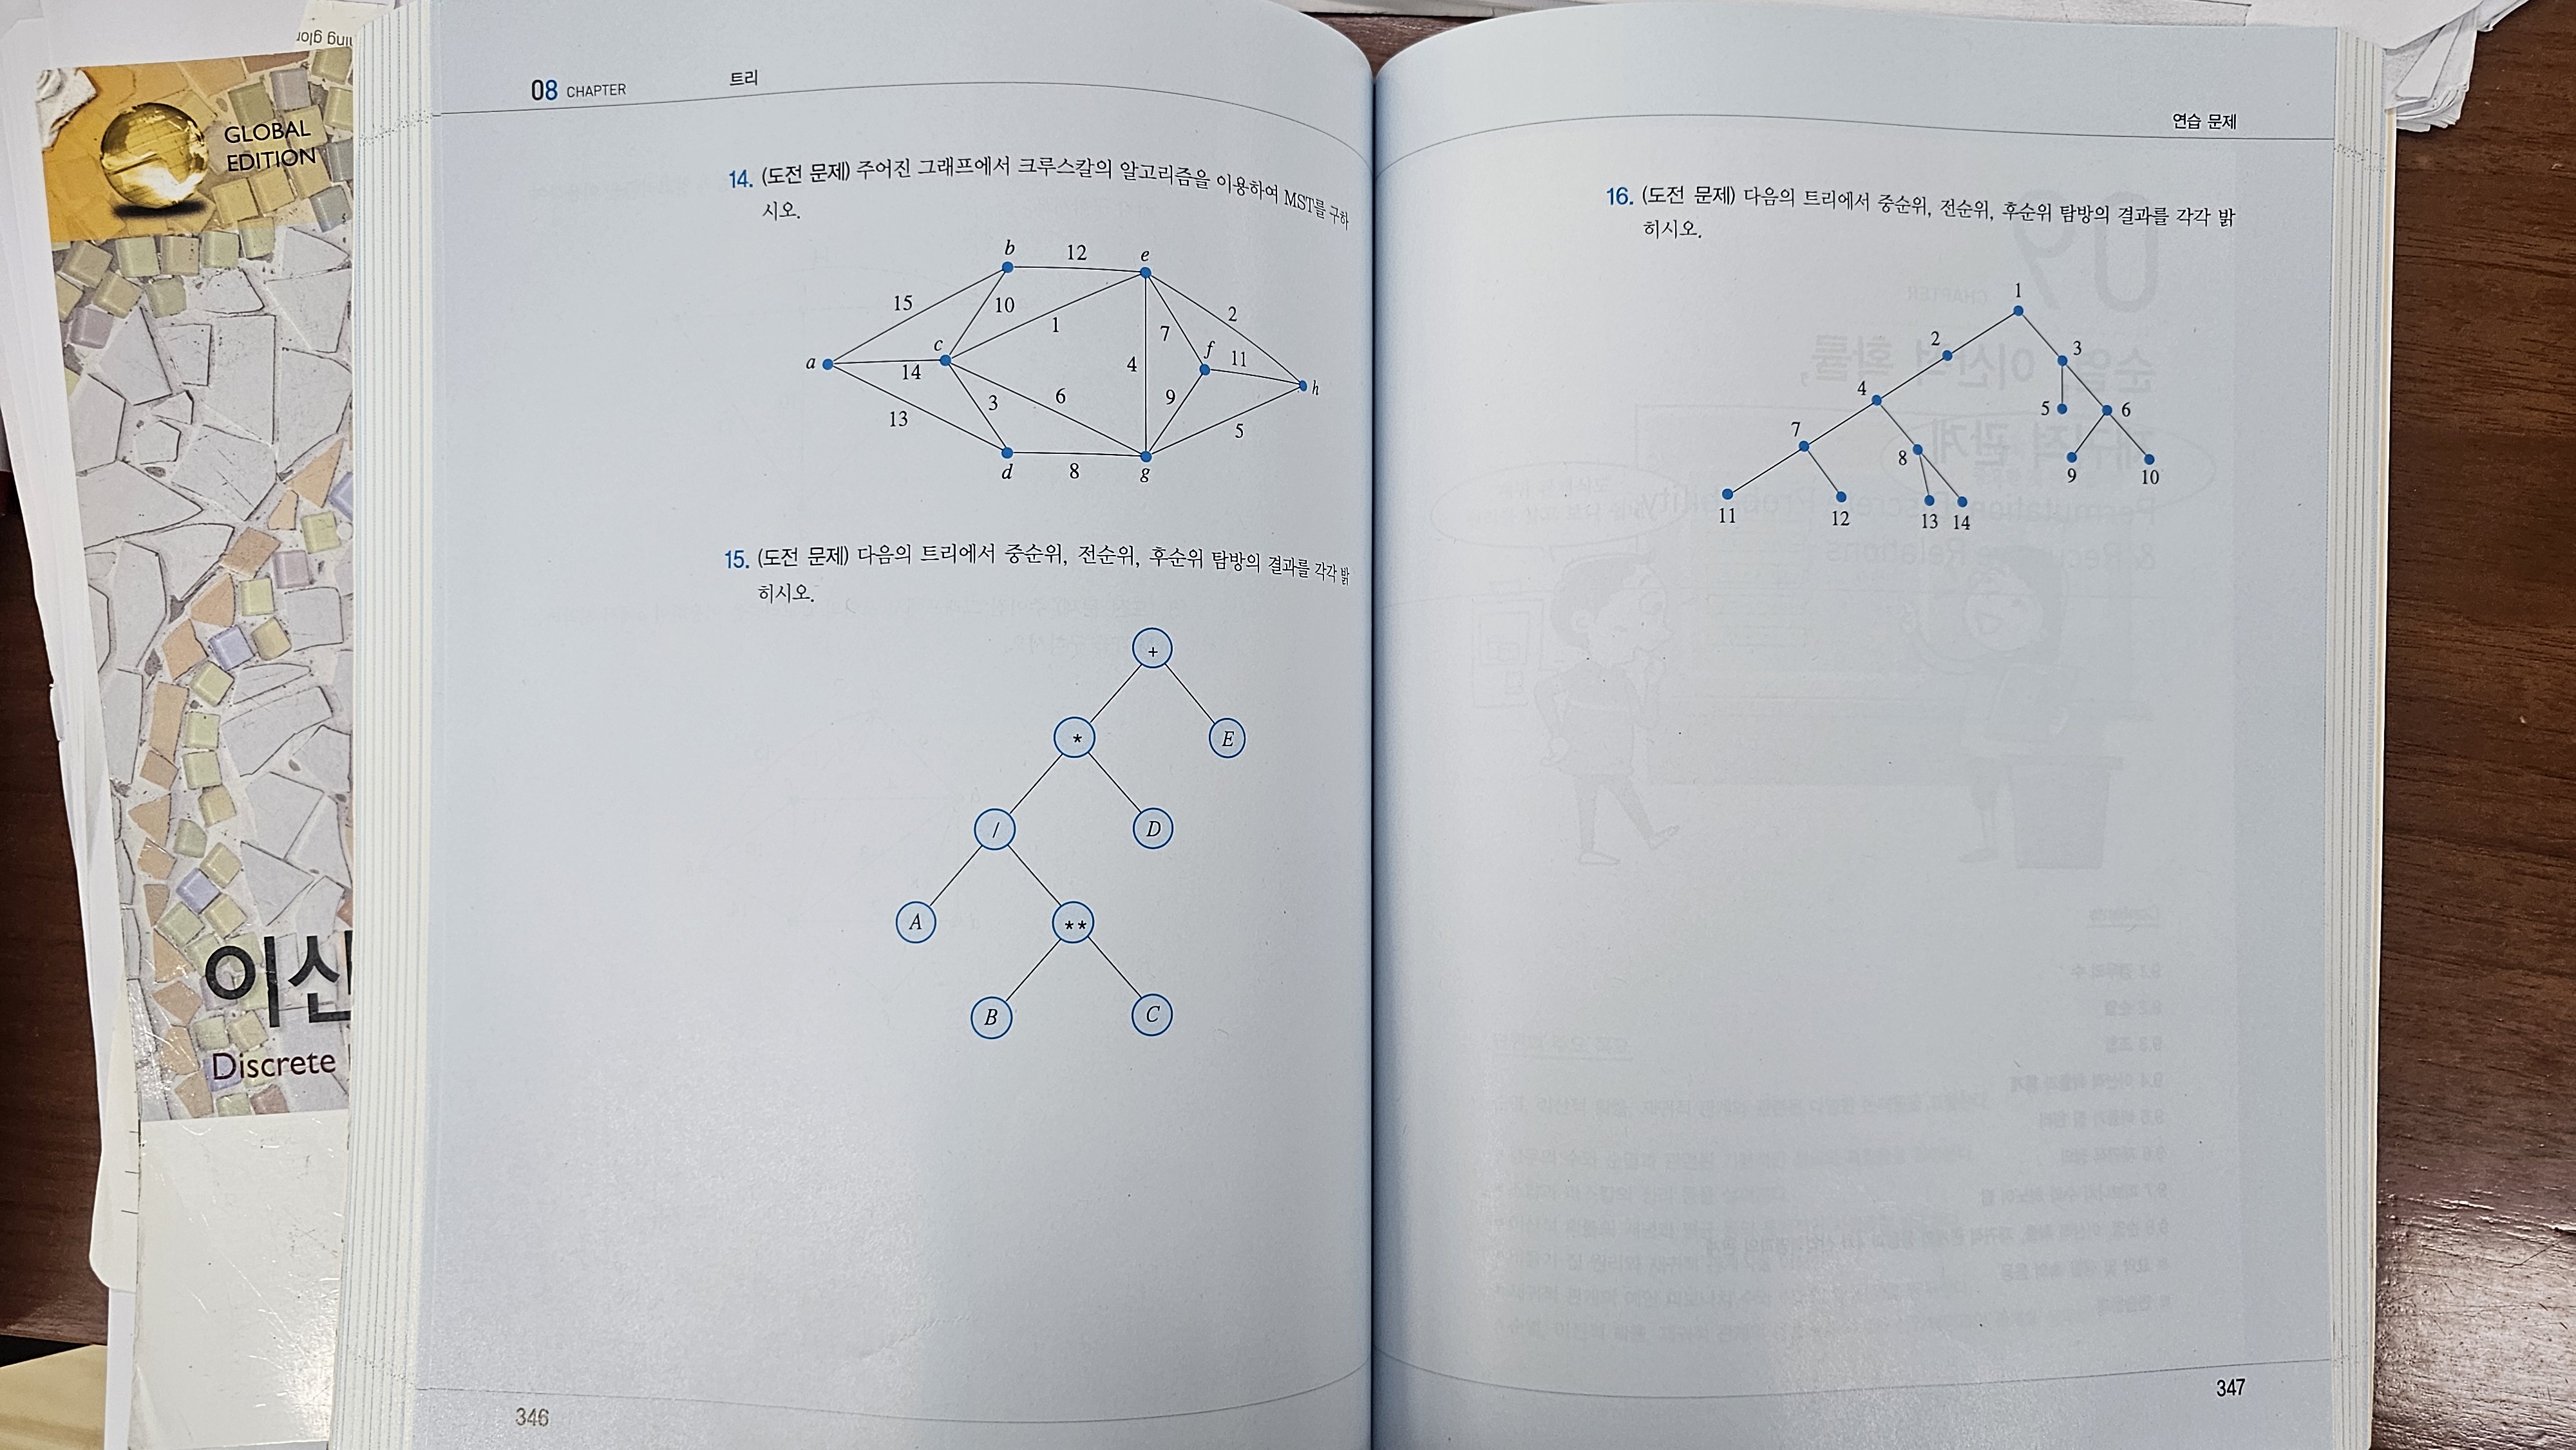 GLOBAL
EDITION
이산
Discrete
08 CHAPTER 트리
14. (도전 문제) 주어진 그래프에서 크루스칼의 알고리즘을 이용하여 MST를 구하
시오.
b 12 e
15 10 1 7 2
a c 4 f 11 h
14
13 3 6 9 5
d 8 g
15. (도전 문제) 다음의 트리에서 중순위, 전순위, 후순위 탐방의 결과를 각각 밝
히시오.
+
* E
/ D
A **
B C
346
연습 문제
16. (도전 문제) 다음의 트리에서 중순위, 전순위, 후순위 탐방의 결과를 각각 밝
히시오.
1
2 3
4 5 6
7 8 9 10
11 12 13 14
347